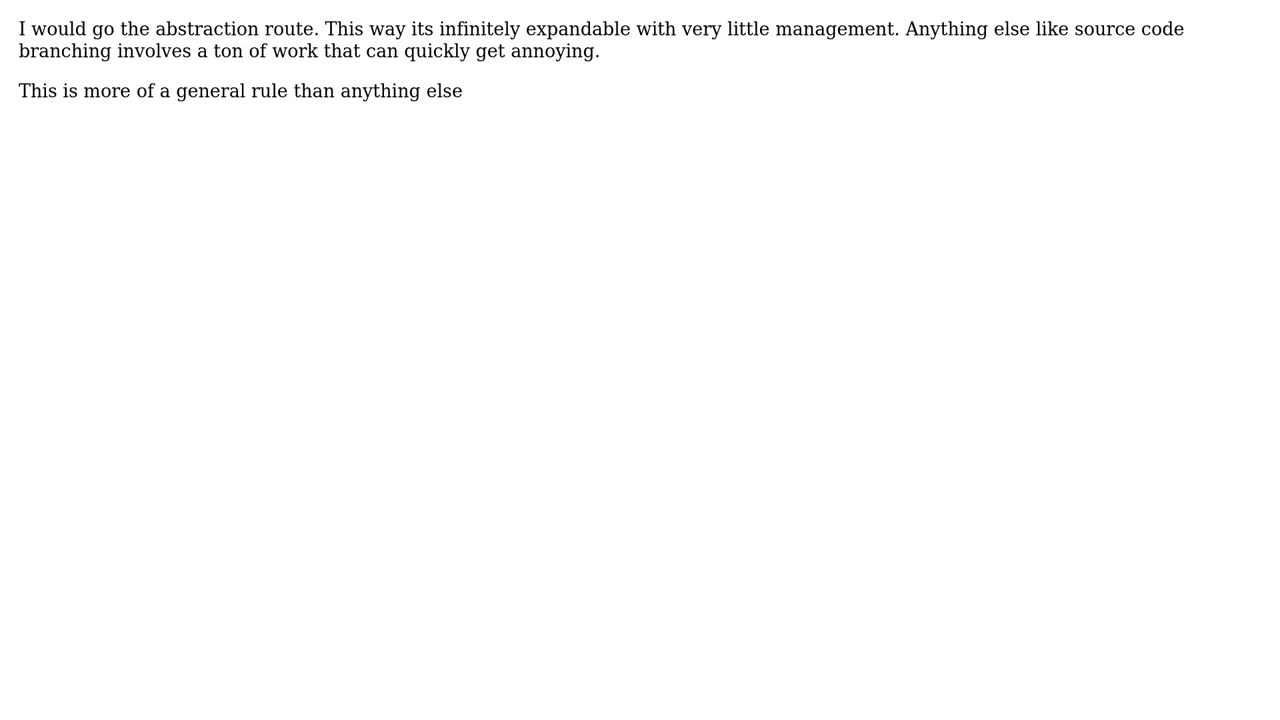 I would go the abstraction route. This way its infinitely expandable with very little management. Anything else like source code
branching involves a ton of work that can quickly get annoying.
This is more of a general rule than anything else